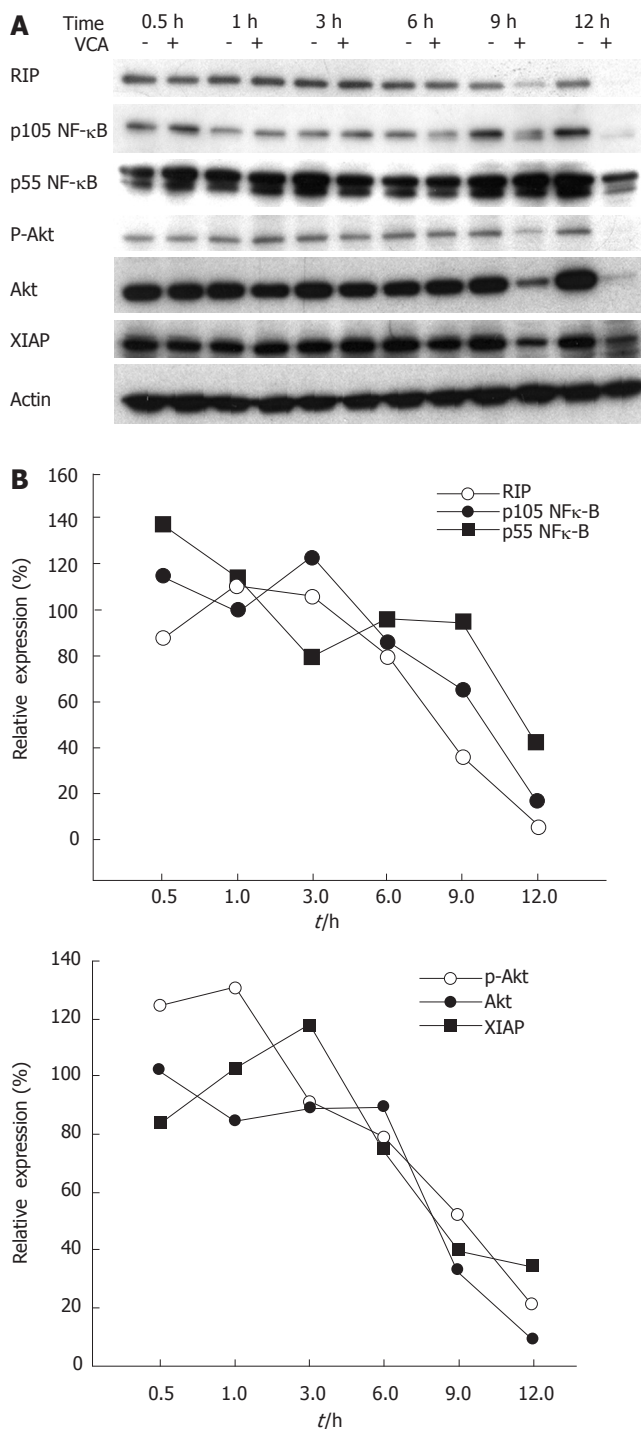 A Time 0.5 h 1 h 3 h 6 h 9 h 12 h
VCA - + - + - + - + - + - +
RIP
p105 NF-κB
p55 NF-κB
P-Akt
Akt
XIAP
Actin
B
160
140
120
100
80
60
40
20
0
Relative expression (%)
RIP
p105 NFκ-B
p55 NFκ-B
0.5 1.0 3.0 6.0 9.0 12.0
t/h
140
120
100
80
60
40
20
0
Relative expression (%)
p-Akt
Akt
XIAP
0.5 1.0 3.0 6.0 9.0 12.0
t/h